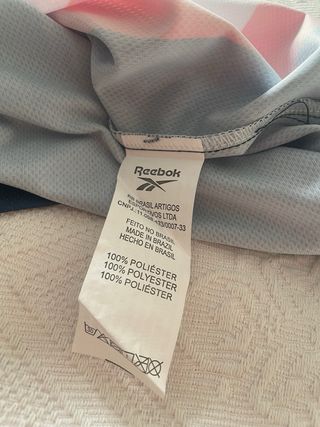 Reebok
BRASIL ARTIGOS
ESPORTIVOS LTDA
FEITO NO BRASIL
MADE IN BRAZIL
HECHO EN BRASIL
100% POLIÉSTER
100% POLYESTER
100% POLIÉSTER